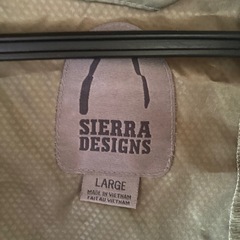 SIERRA
DESIGNS
LARGE
MADE IN VIETNAM
FAIT AU VIETNAM